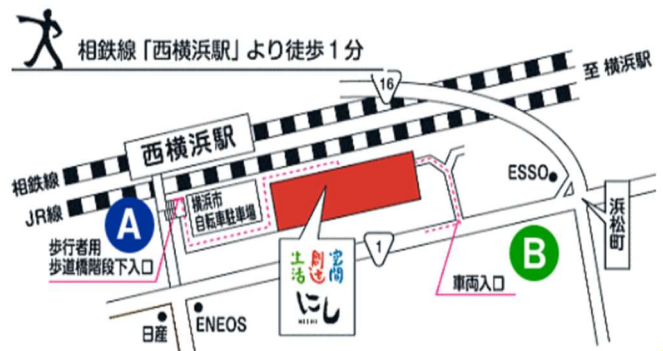 相鉄線「西横浜駅」より徒歩1分
16
至 横浜駅
西横浜駅
相鉄線
JR線
横浜市
自転車駐車場
ESSO
浜松町
A
歩行者用
歩道橋階段下入口
生活
創造
空間
にし
NISHI
1
B
車両入口
日産
ENEOS